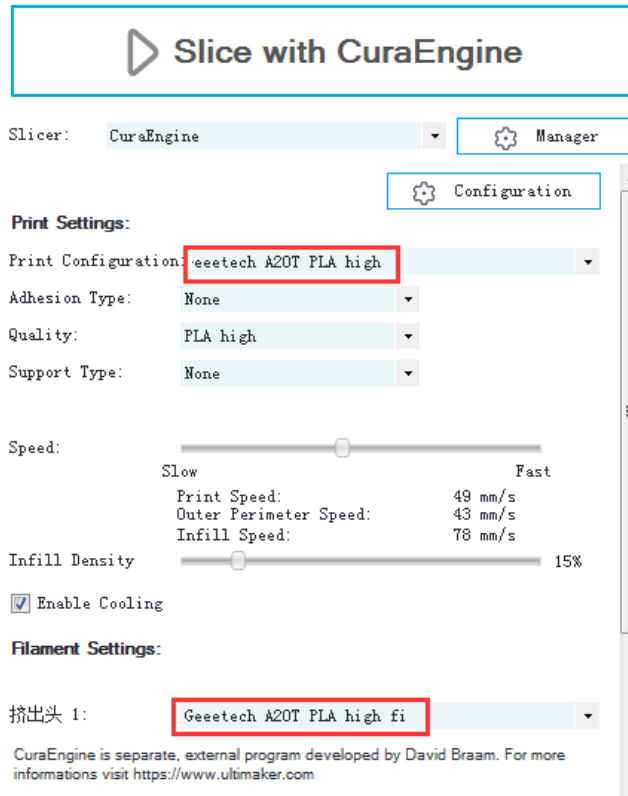 Slice with CuraEngine
Slicer: CuraEngine Manager
Configuration
Print Settings:
Print Configuration: eeetech A20T PLA high
Adhesion Type: None
Quality: PLA high
Support Type: None
Speed:
Slow Fast
Print Speed: 49 mm/s
Outer Perimeter Speed: 43 mm/s
Infill Speed: 78 mm/s
Infill Density 15%
Enable Cooling
Filament Settings:
挤出头 1: Geeetech A20T PLA high fi
CuraEngine is separate, external program developed by David Braam. For more
informations visit https://www.ultimaker.com